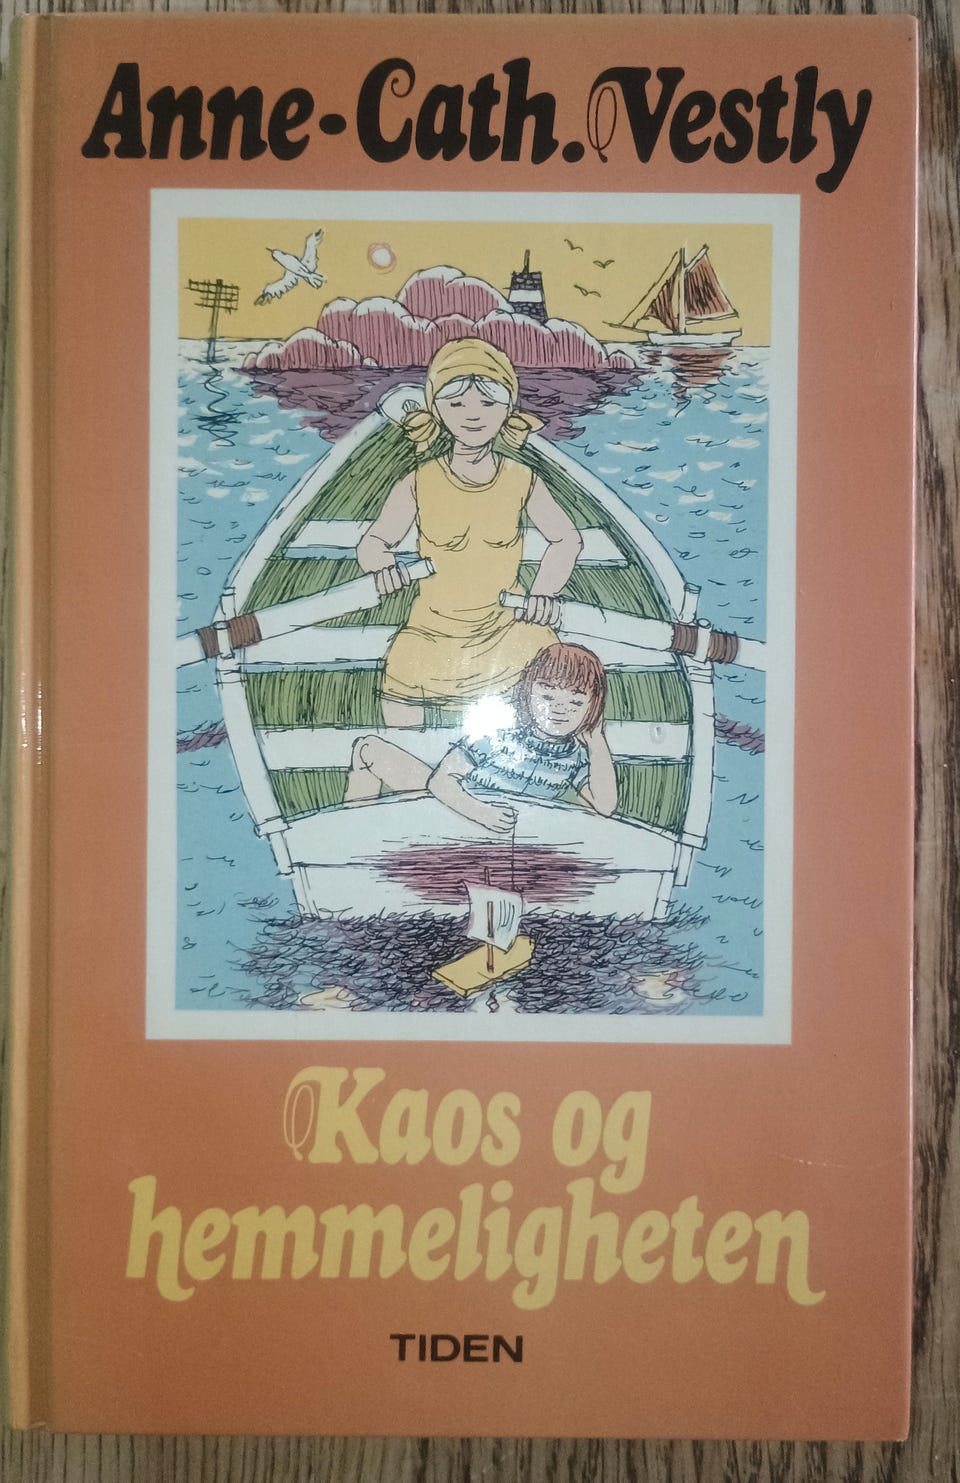 Anne-Cath. Vestly
Kaos og
hemmeligheten
TIDEN